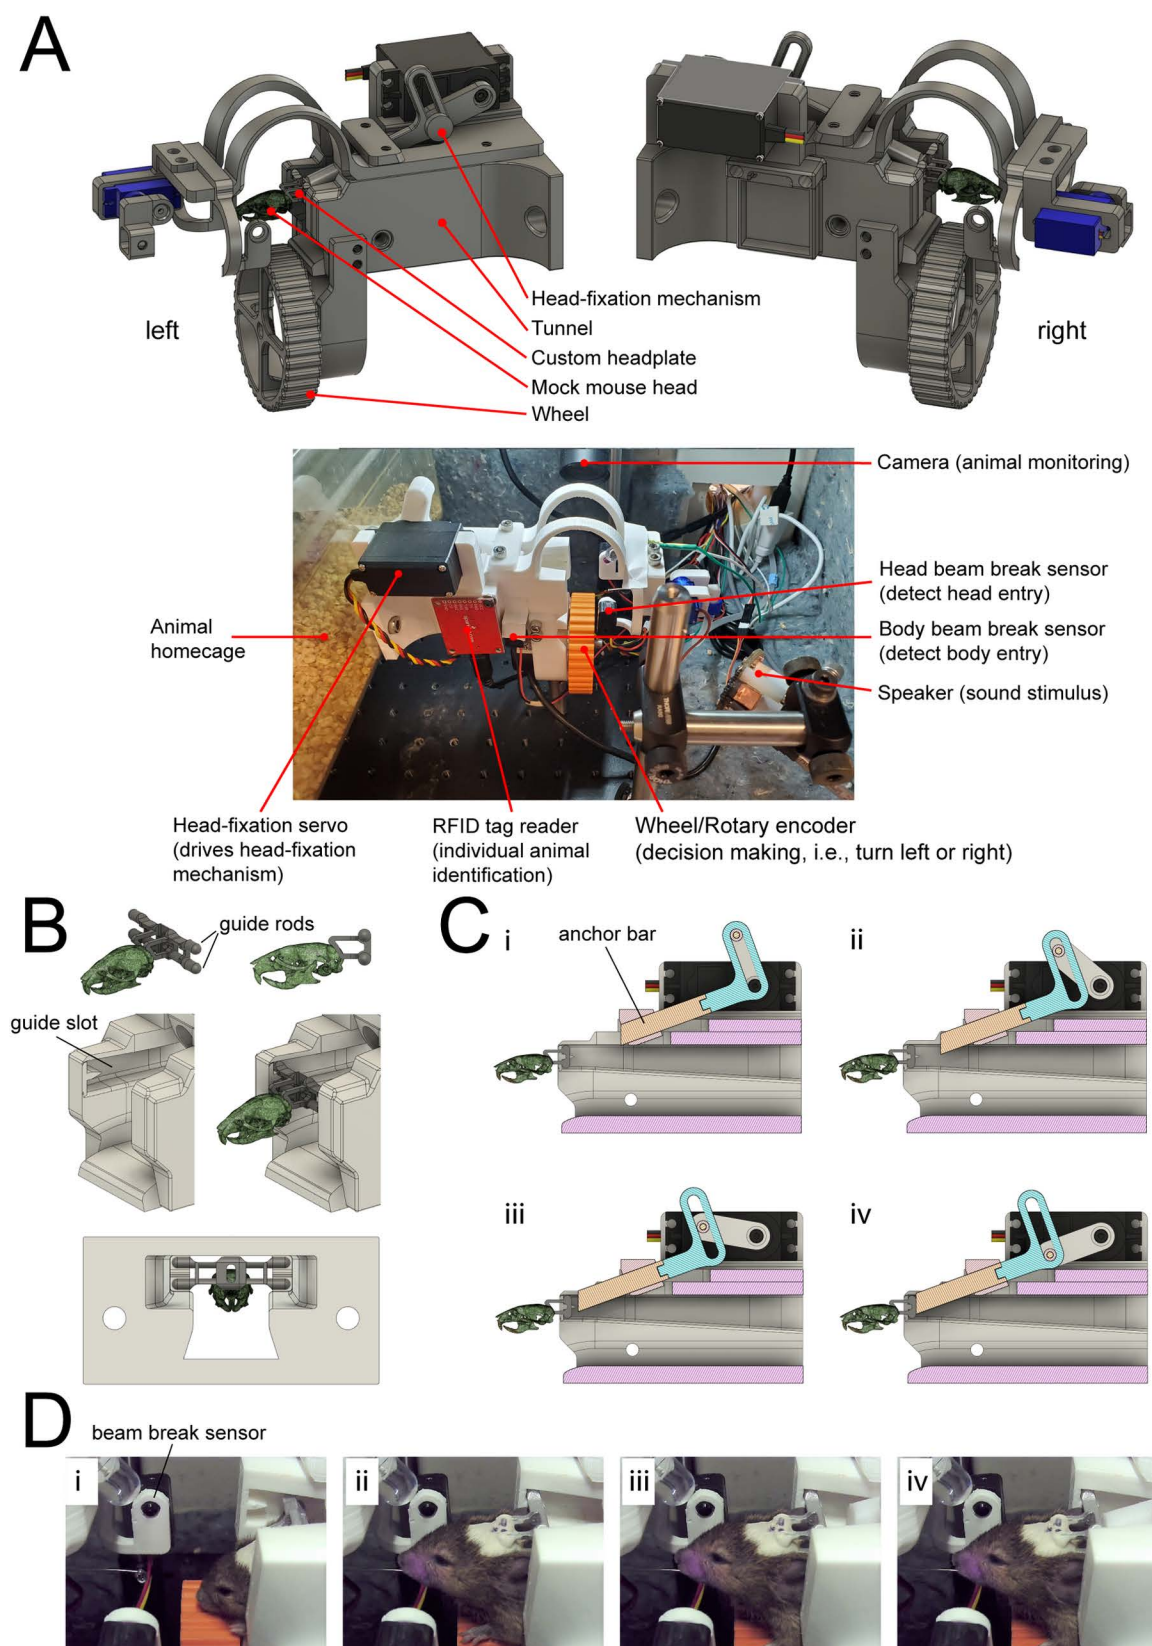 A
left
right
Head-fixation mechanism
Tunnel
Custom headplate
Mock mouse head
Wheel
Camera (animal monitoring)
Head beam break sensor
(detect head entry)
Animal
homecage
Body beam break sensor
(detect body entry)
Speaker (sound stimulus)
Head-fixation servo
(drives head-fixation
mechanism)
RFID tag reader
(individual animal
identification)
Wheel/Rotary encoder
(decision making, i.e., turn left or right)
B
guide rods
guide slot
C
i
anchor bar
ii
iii
iv
D
beam break sensor
i
ii
iii
iv